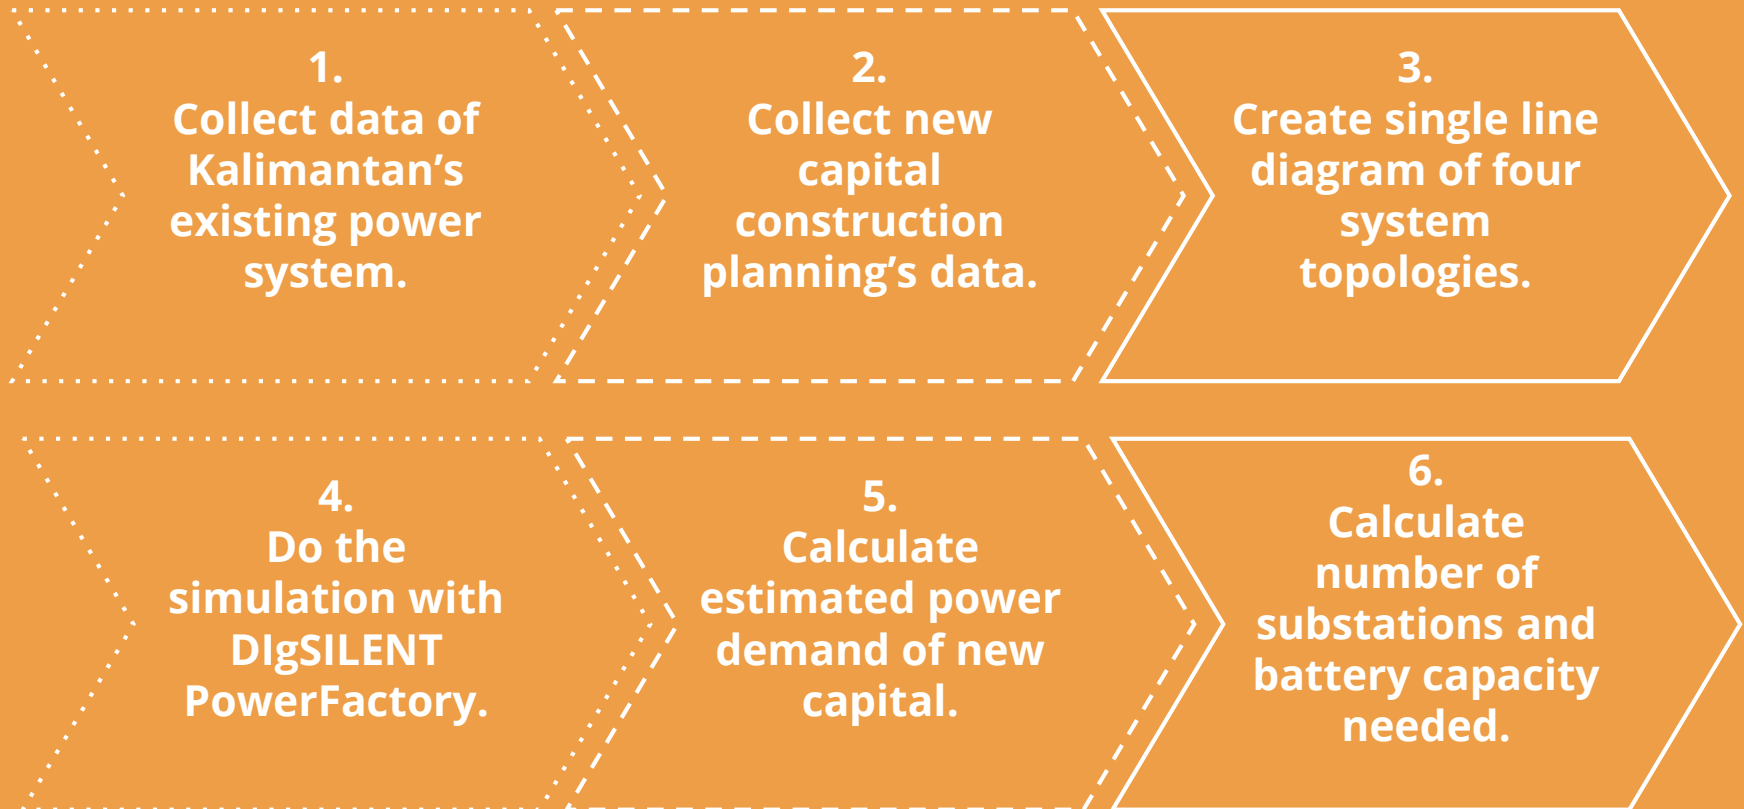 1.
Collect data of
Kalimantan’s
existing power
system.
2.
Collect new
capital
construction
planning’s data.
3.
Create single line
diagram of four
system
topologies.
4.
Do the
simulation with
DIgSILENT
PowerFactory.
5.
Calculate
estimated power
demand of new
capital.
6.
Calculate
number of
substations and
battery capacity
needed.